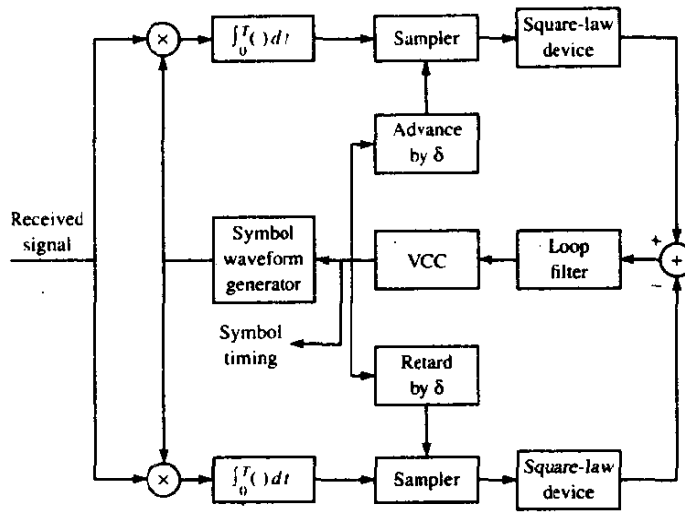 ×
∫₀ᵀ( ) dt
Sampler
Square-law
device
Advance
by δ
Received
signal
Symbol
waveform
generator
VCC
Loop
filter
+
+
−
Symbol
timing
Retard
by δ
×
∫₀ᵀ( ) dt
Sampler
Square-law
device